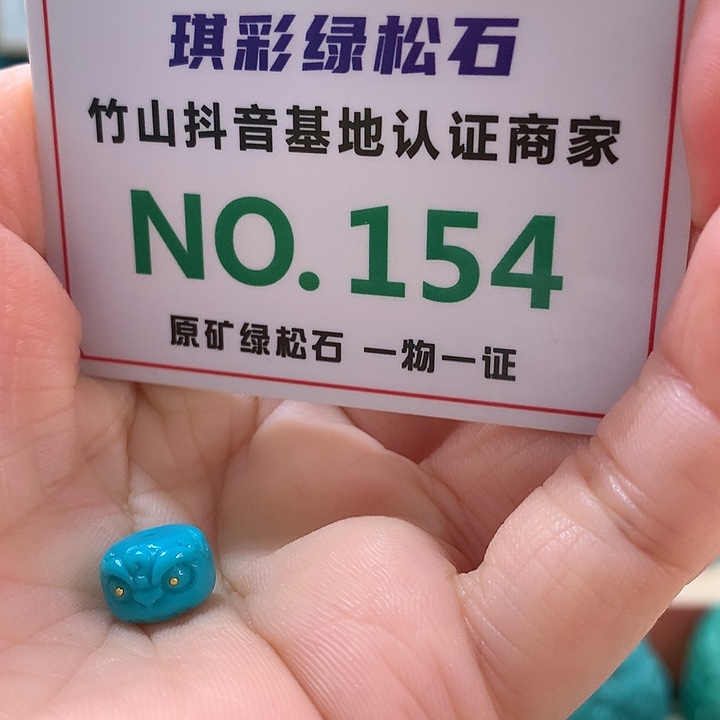 琪彩绿松石
竹山抖音基地认证商家
NO.154
原矿绿松石 一物一证